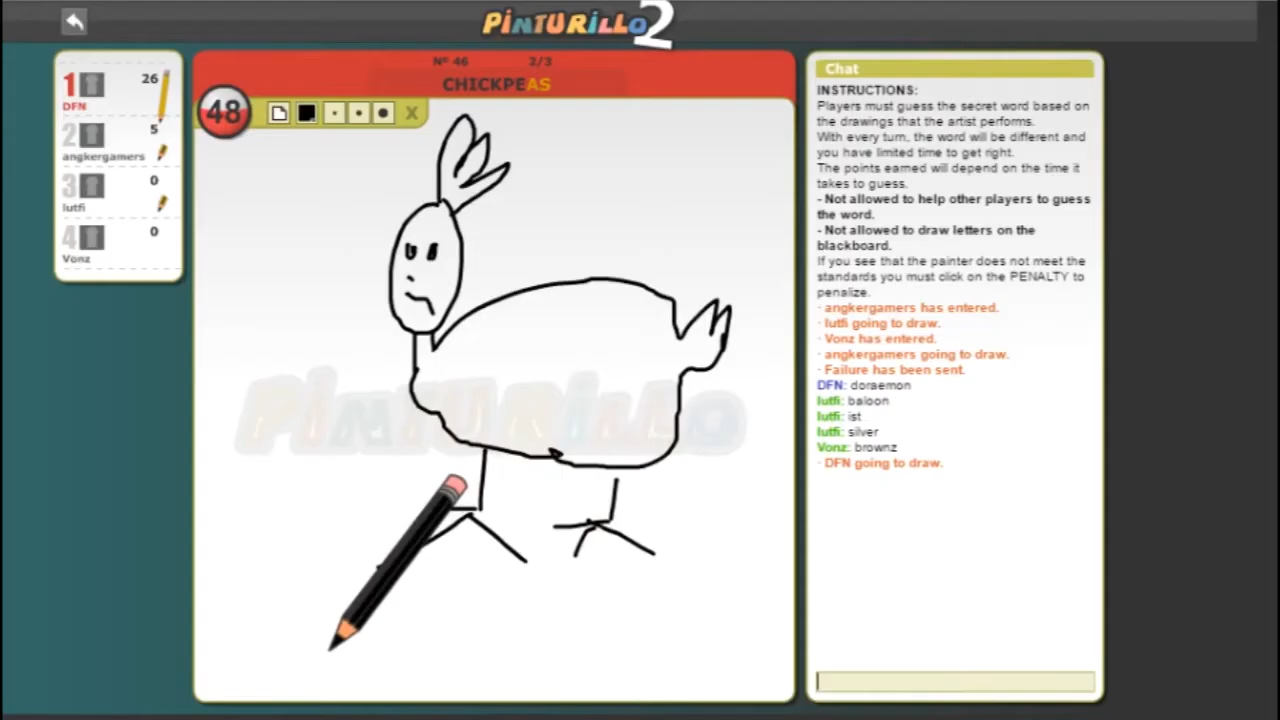 PINTURILLO 2
1 26
DFN
2 5
angkergamers
3 0
lutfi
4 0
Vonz
Nº 46 2/3
CHICKPEAS
48
X
PINTURILLO
Chat
INSTRUCTIONS:
Players must guess the secret word based on
the drawings that the artist performs.
With every turn, the word will be different and
you have limited time to get right.
The points earned will depend on the time it
takes to guess.
- Not allowed to help other players to guess
the word.
- Not allowed to draw letters on the
blackboard.
If you see that the painter does not meet the
standards you must click on the PENALTY to
penalize.
· angkergamers has entered.
· lutfi going to draw.
· Vonz has entered.
· angkergamers going to draw.
· Failure has been sent.
DFN: doraemon
lutfi: baloon
lutfi: ist
lutfi: silver
Vonz: brownz
· DFN going to draw.